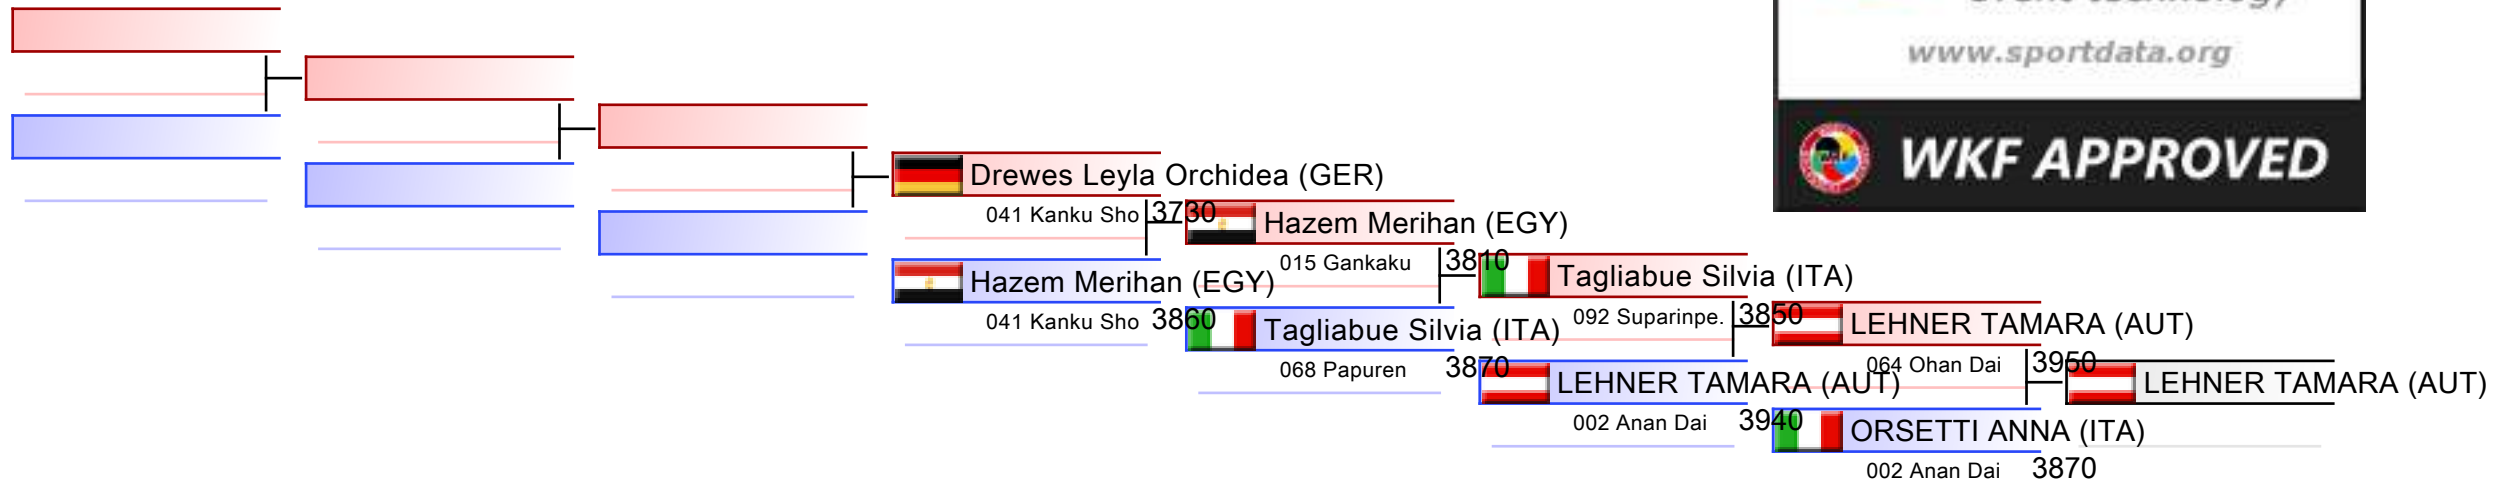 www.sportdata.org
WKF APPROVED
Drewes Leyla Orchidea (GER)
041 Kanku Sho 3730
Hazem Merihan (EGY)
041 Kanku Sho 3860
Hazem Merihan (EGY)
015 Gankaku 3810
Tagliabue Silvia (ITA)
068 Papuren 3870
Tagliabue Silvia (ITA)
092 Suparinpe. 3850
LEHNER TAMARA (AUT)
002 Anan Dai 3940
LEHNER TAMARA (AUT)
064 Ohan Dai 3950
ORSETTI ANNA (ITA)
002 Anan Dai 3870
LEHNER TAMARA (AUT)